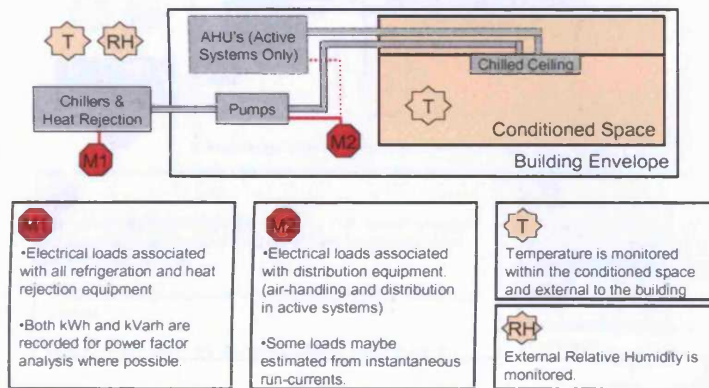 T
RH
AHU's (Active
Systems Only)
Chilled Ceiling
Chillers &
Heat Rejection
Pumps
T
M1
M2
Conditioned Space
Building Envelope
M1
•Electrical loads associated
with all refrigeration and heat
rejection equipment
•Both kWh and kVarh are
recorded for power factor
analysis where possible.
M2
•Electrical loads associated
with distribution equipment.
(air-handling and distribution
in active systems)
•Some loads maybe
estimated from instantaneous
run-currents.
T
Temperature is monitored
within the conditioned space
and external to the building
RH
External Relative Humidity is
monitored.